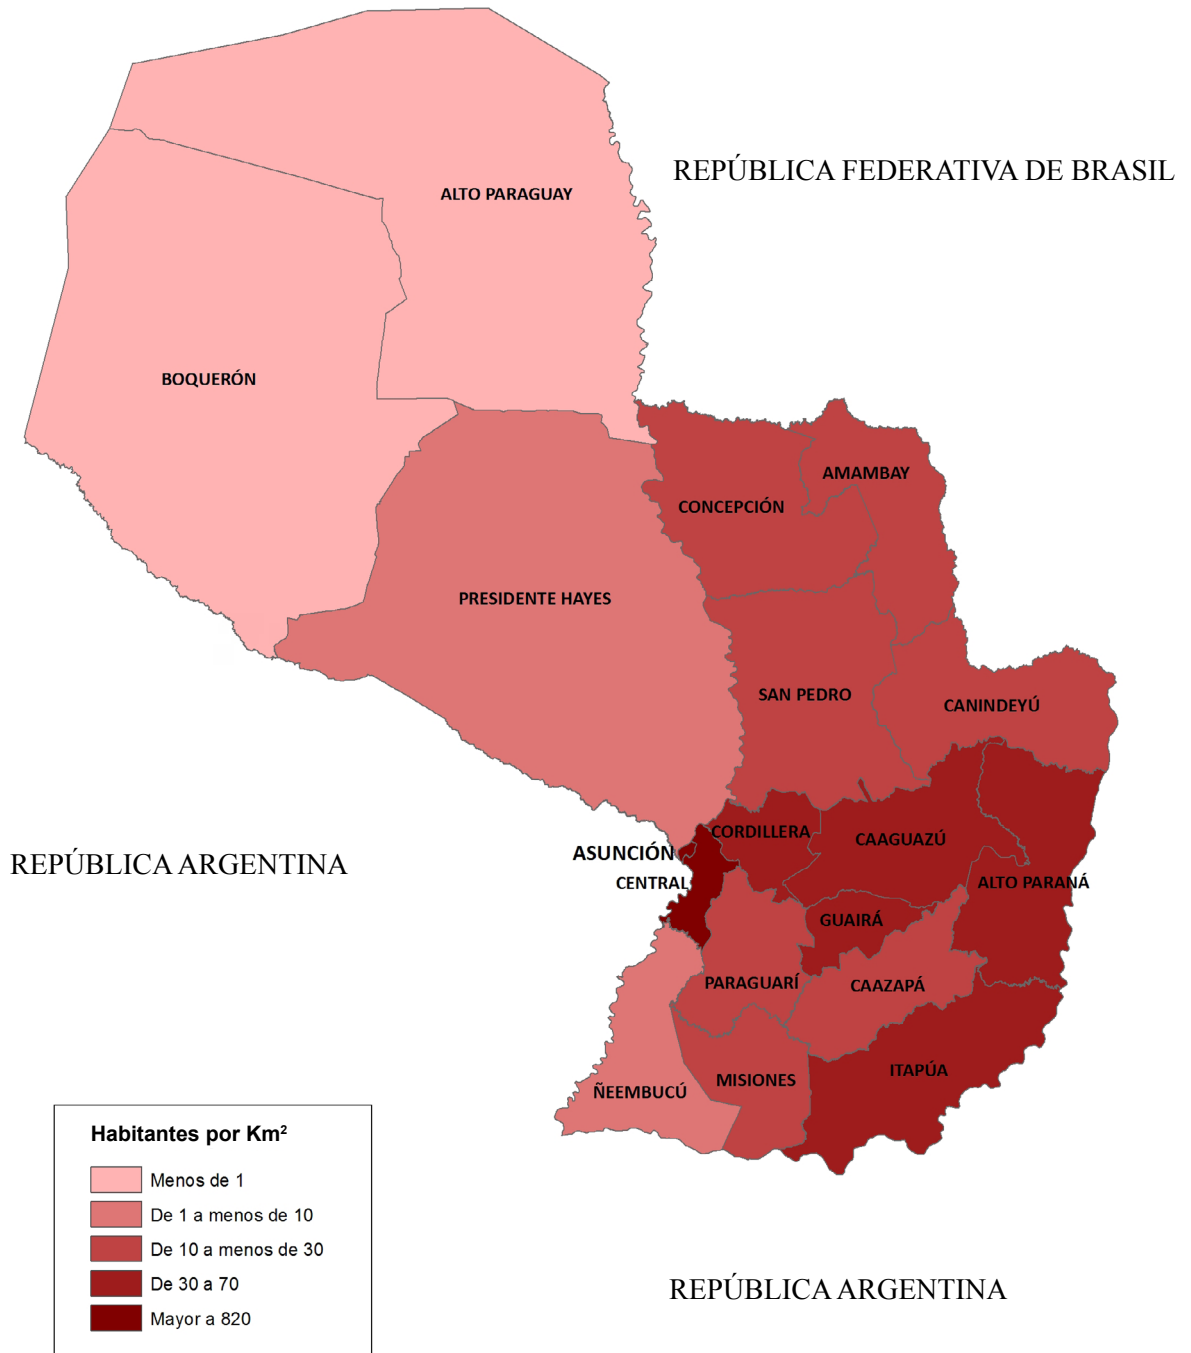 REPÚBLICA FEDERATIVA DE BRASIL
ALTO PARAGUAY
BOQUERÓN
AMAMBAY
CONCEPCIÓN
PRESIDENTE HAYES
SAN PEDRO
CANINDEYÚ
CORDILLERA
CAAGUAZÚ
ASUNCIÓN
REPÚBLICA ARGENTINA
CENTRAL
ALTO PARANÁ
GUAIRÁ
PARAGUARÍ
CAAZAPÁ
ITAPÚA
MISIONES
ÑEEMBUCÚ
Habitantes por Km²
Menos de 1
De 1 a menos de 10
De 10 a menos de 30
De 30 a 70
Mayor a 820
REPÚBLICA ARGENTINA